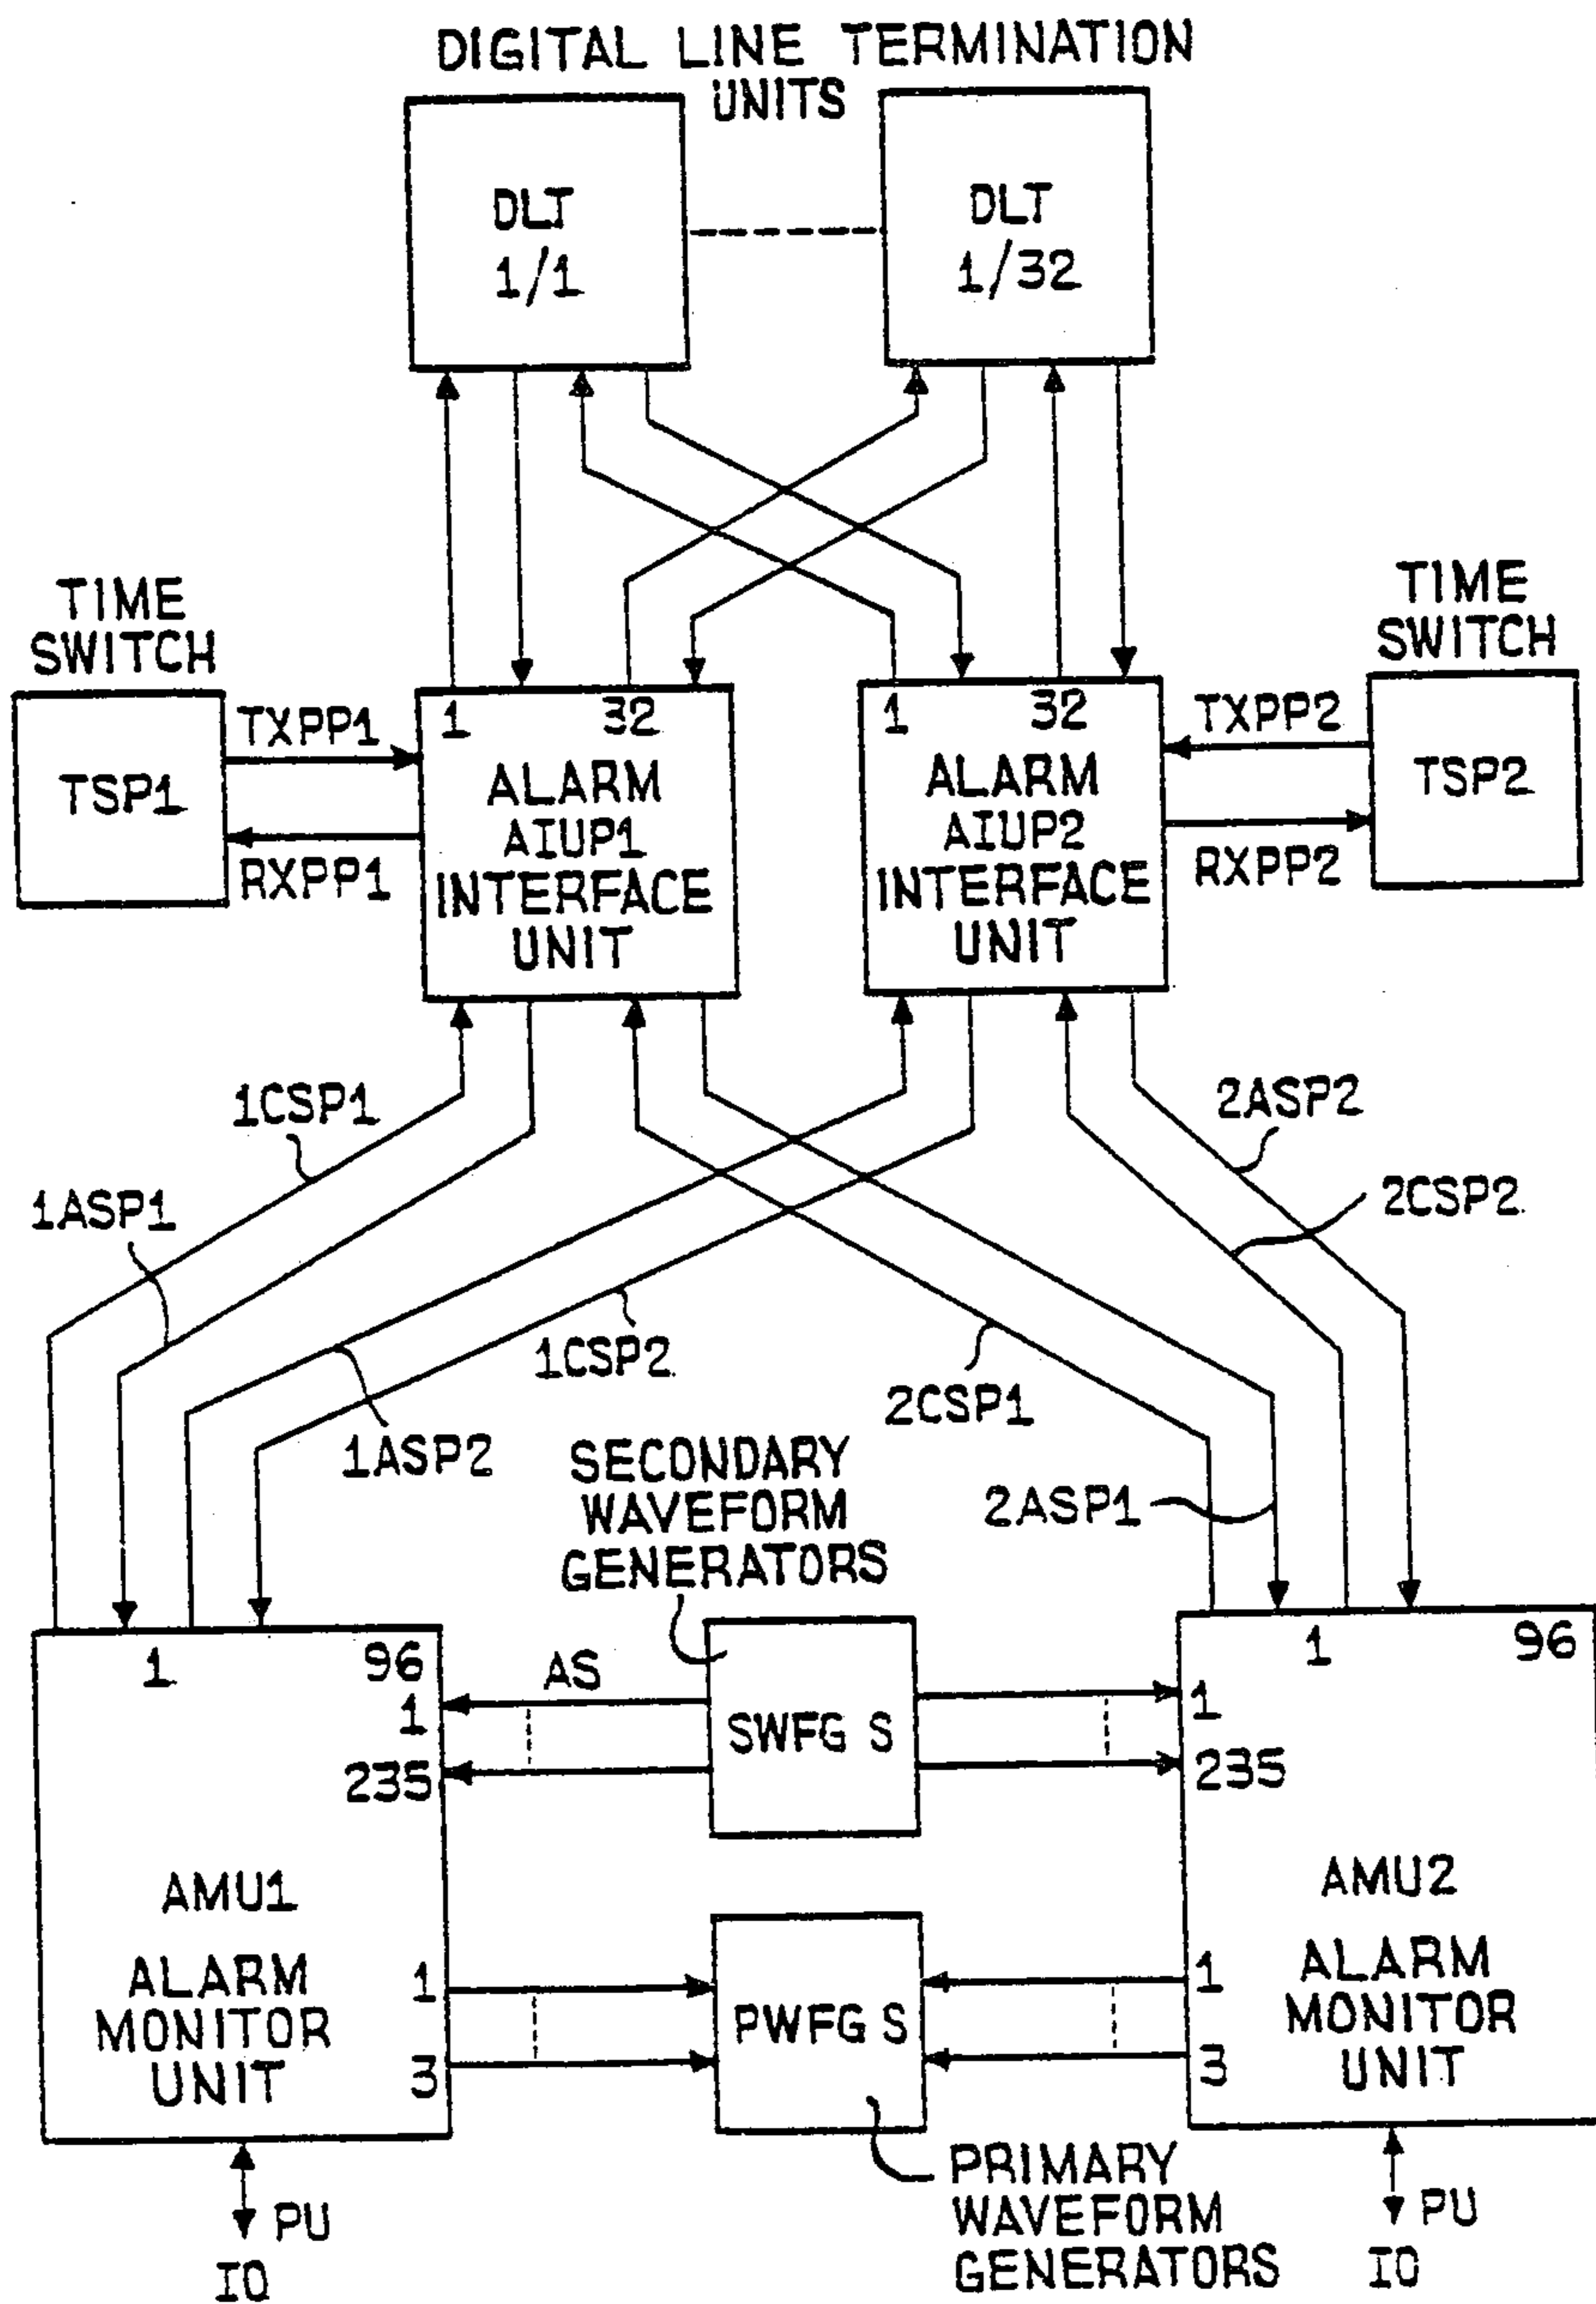 DIGITAL LINE TERMINATION
UNITS
DLT
1/1
DLT
1/32
TIME
SWITCH
TIME
SWITCH
TSP1
TXPP1
RXPP1
1 32
ALARM
AIUP1
INTERFACE
UNIT
1 32
ALARM
AIUP2
INTERFACE
UNIT
TXPP2
RXPP2
TSP2
1CSP1
1ASP1
2ASP2
2CSP2
1CSP2
1ASP2
2CSP1
2ASP1
SECONDARY
WAVEFORM
GENERATORS
1 96
1
235
AS
SWFG S
1 96
1
235
AMU1
ALARM
MONITOR
UNIT
1
3
PWFG S
1
3
AMU2
ALARM
MONITOR
UNIT
PRIMARY
WAVEFORM
GENERATORS
PU
IO
PU
IO